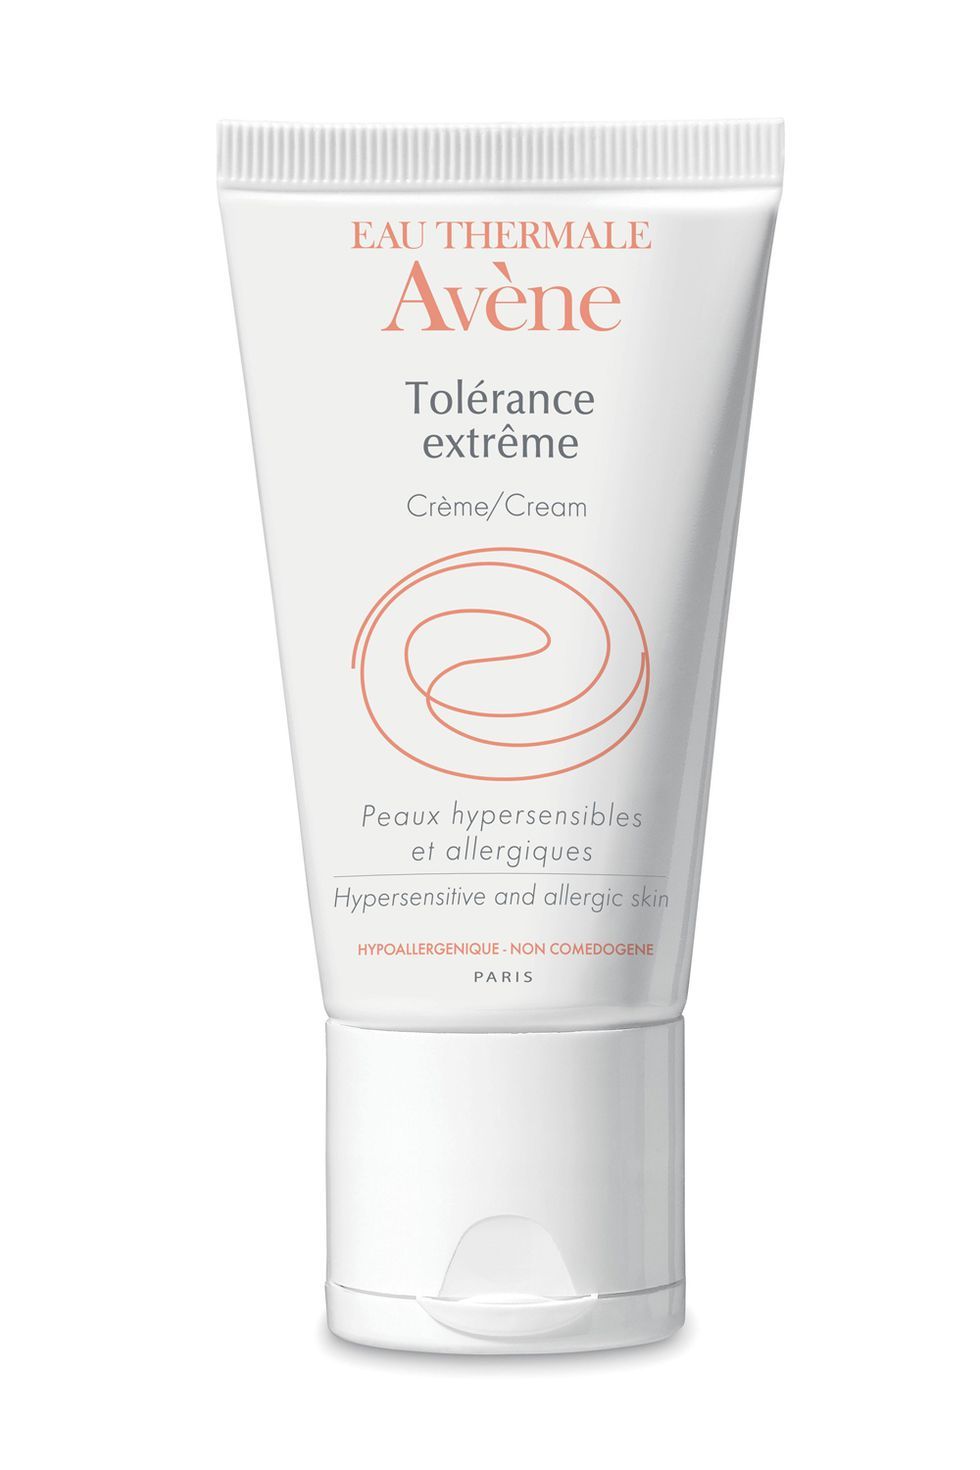 EAU THERMALE
Avène
Tolérance
extrême
Crème/Cream
Peaux hypersensibles
et allergiques
Hypersensitive and allergic skin
HYPOALLERGENIQUE - NON COMEDOGENE
PARIS